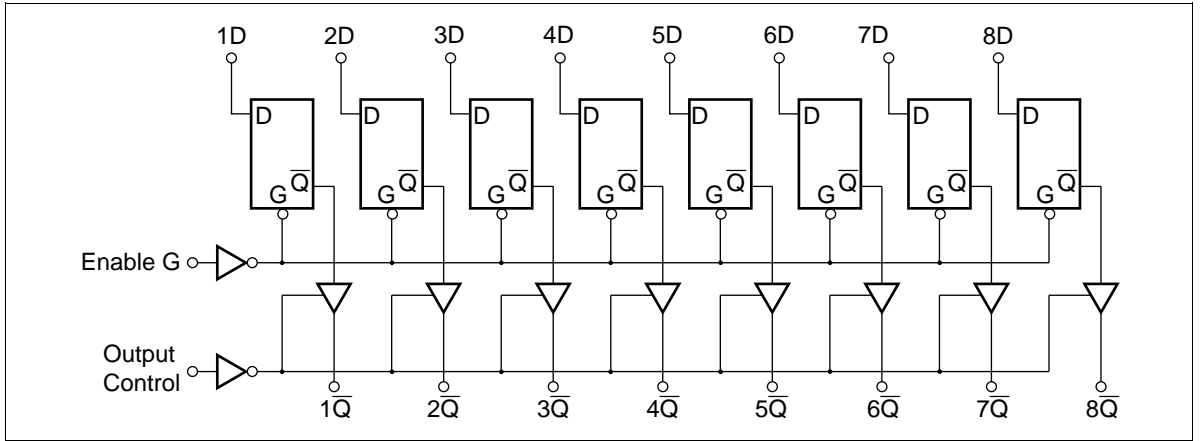 1D 2D 3D 4D 5D 6D 7D 8D
D D D D D D D D
Q̅ Q̅ Q̅ Q̅ Q̅ Q̅ Q̅ Q̅
G G G G G G G G
Enable G
Output
Control
1Q̅ 2Q̅ 3Q̅ 4Q̅ 5Q̅ 6Q̅ 7Q̅ 8Q̅